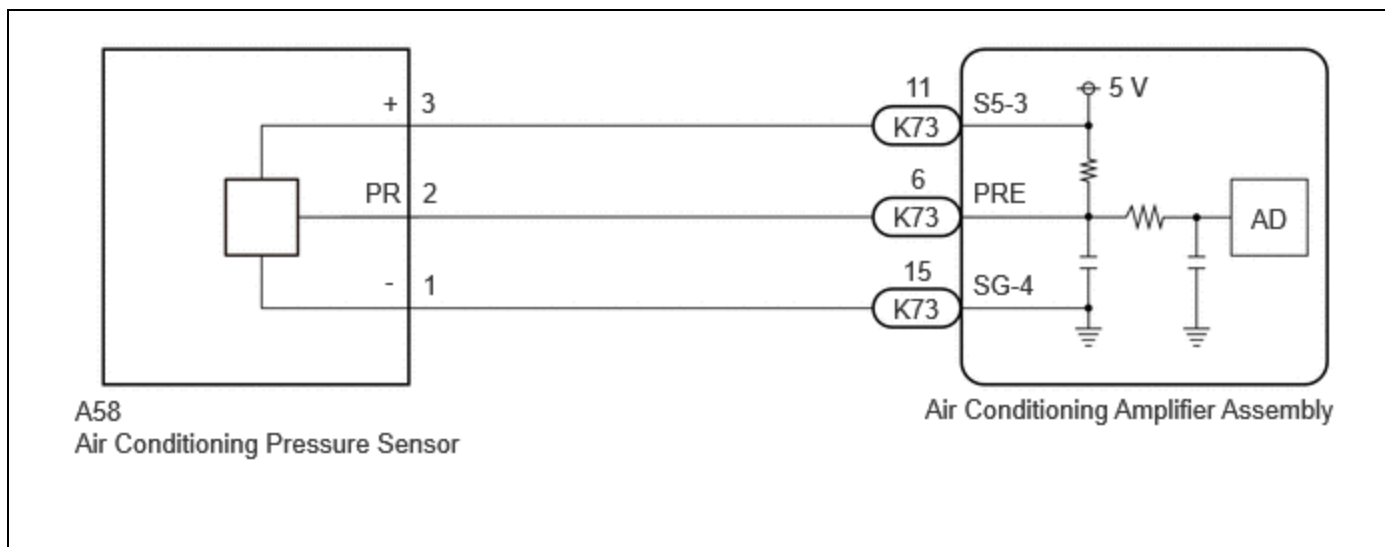 + 3
11
K73
S5-3
5 V
PR 2
6
K73
PRE
AD
- 1
15
K73
SG-4
A58
Air Conditioning Pressure Sensor
Air Conditioning Amplifier Assembly